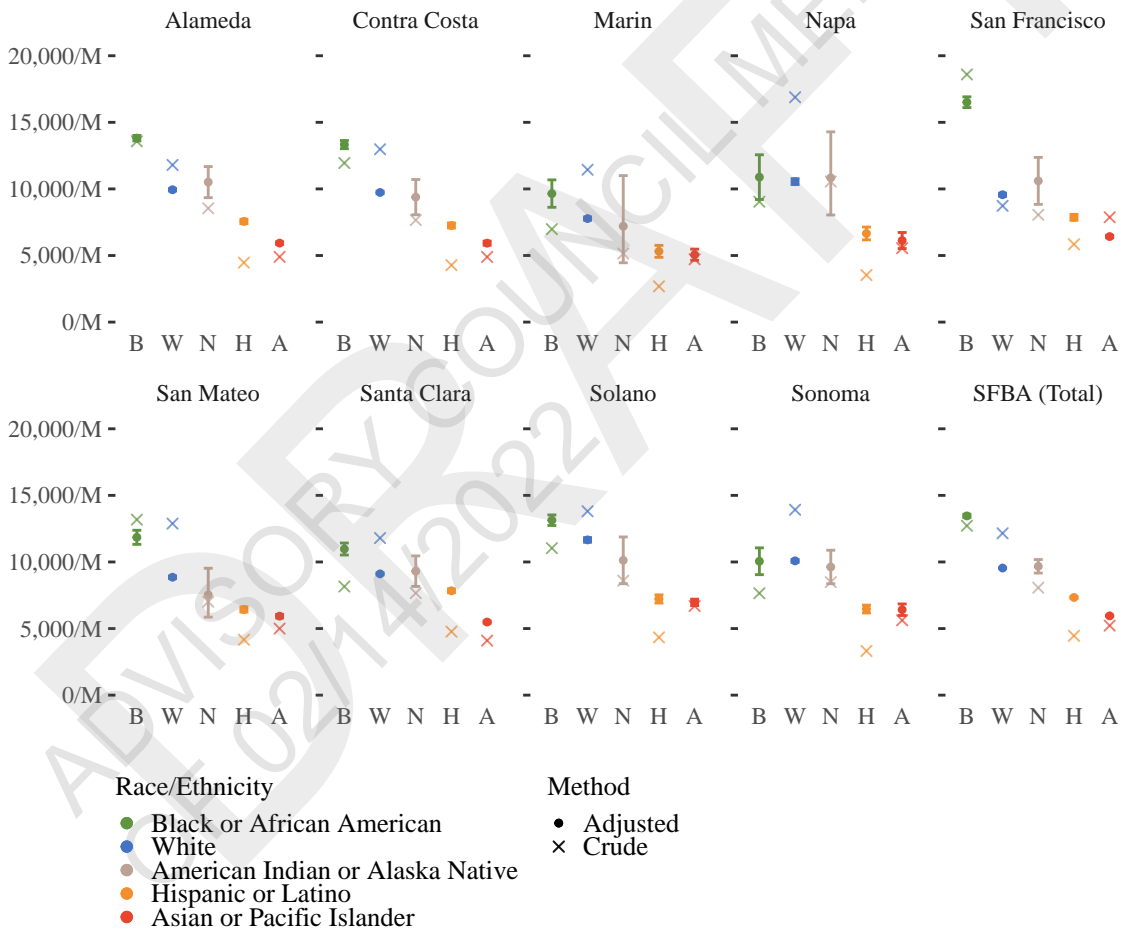 Alameda Contra Costa Marin Napa San Francisco
20,000/M
15,000/M
10,000/M
5,000/M
0/M
B W N H A B W N H A B W N H A B W N H A B W N H A
San Mateo Santa Clara Solano Sonoma SFBA (Total)
20,000/M
15,000/M
10,000/M
5,000/M
0/M
B W N H A B W N H A B W N H A B W N H A B W N H A
Race/Ethnicity
Black or African American
White
American Indian or Alaska Native
Hispanic or Latino
Asian or Pacific Islander
Method
Adjusted
Crude
DRAFT
ADVISORY COUNCIL
02/14/2022